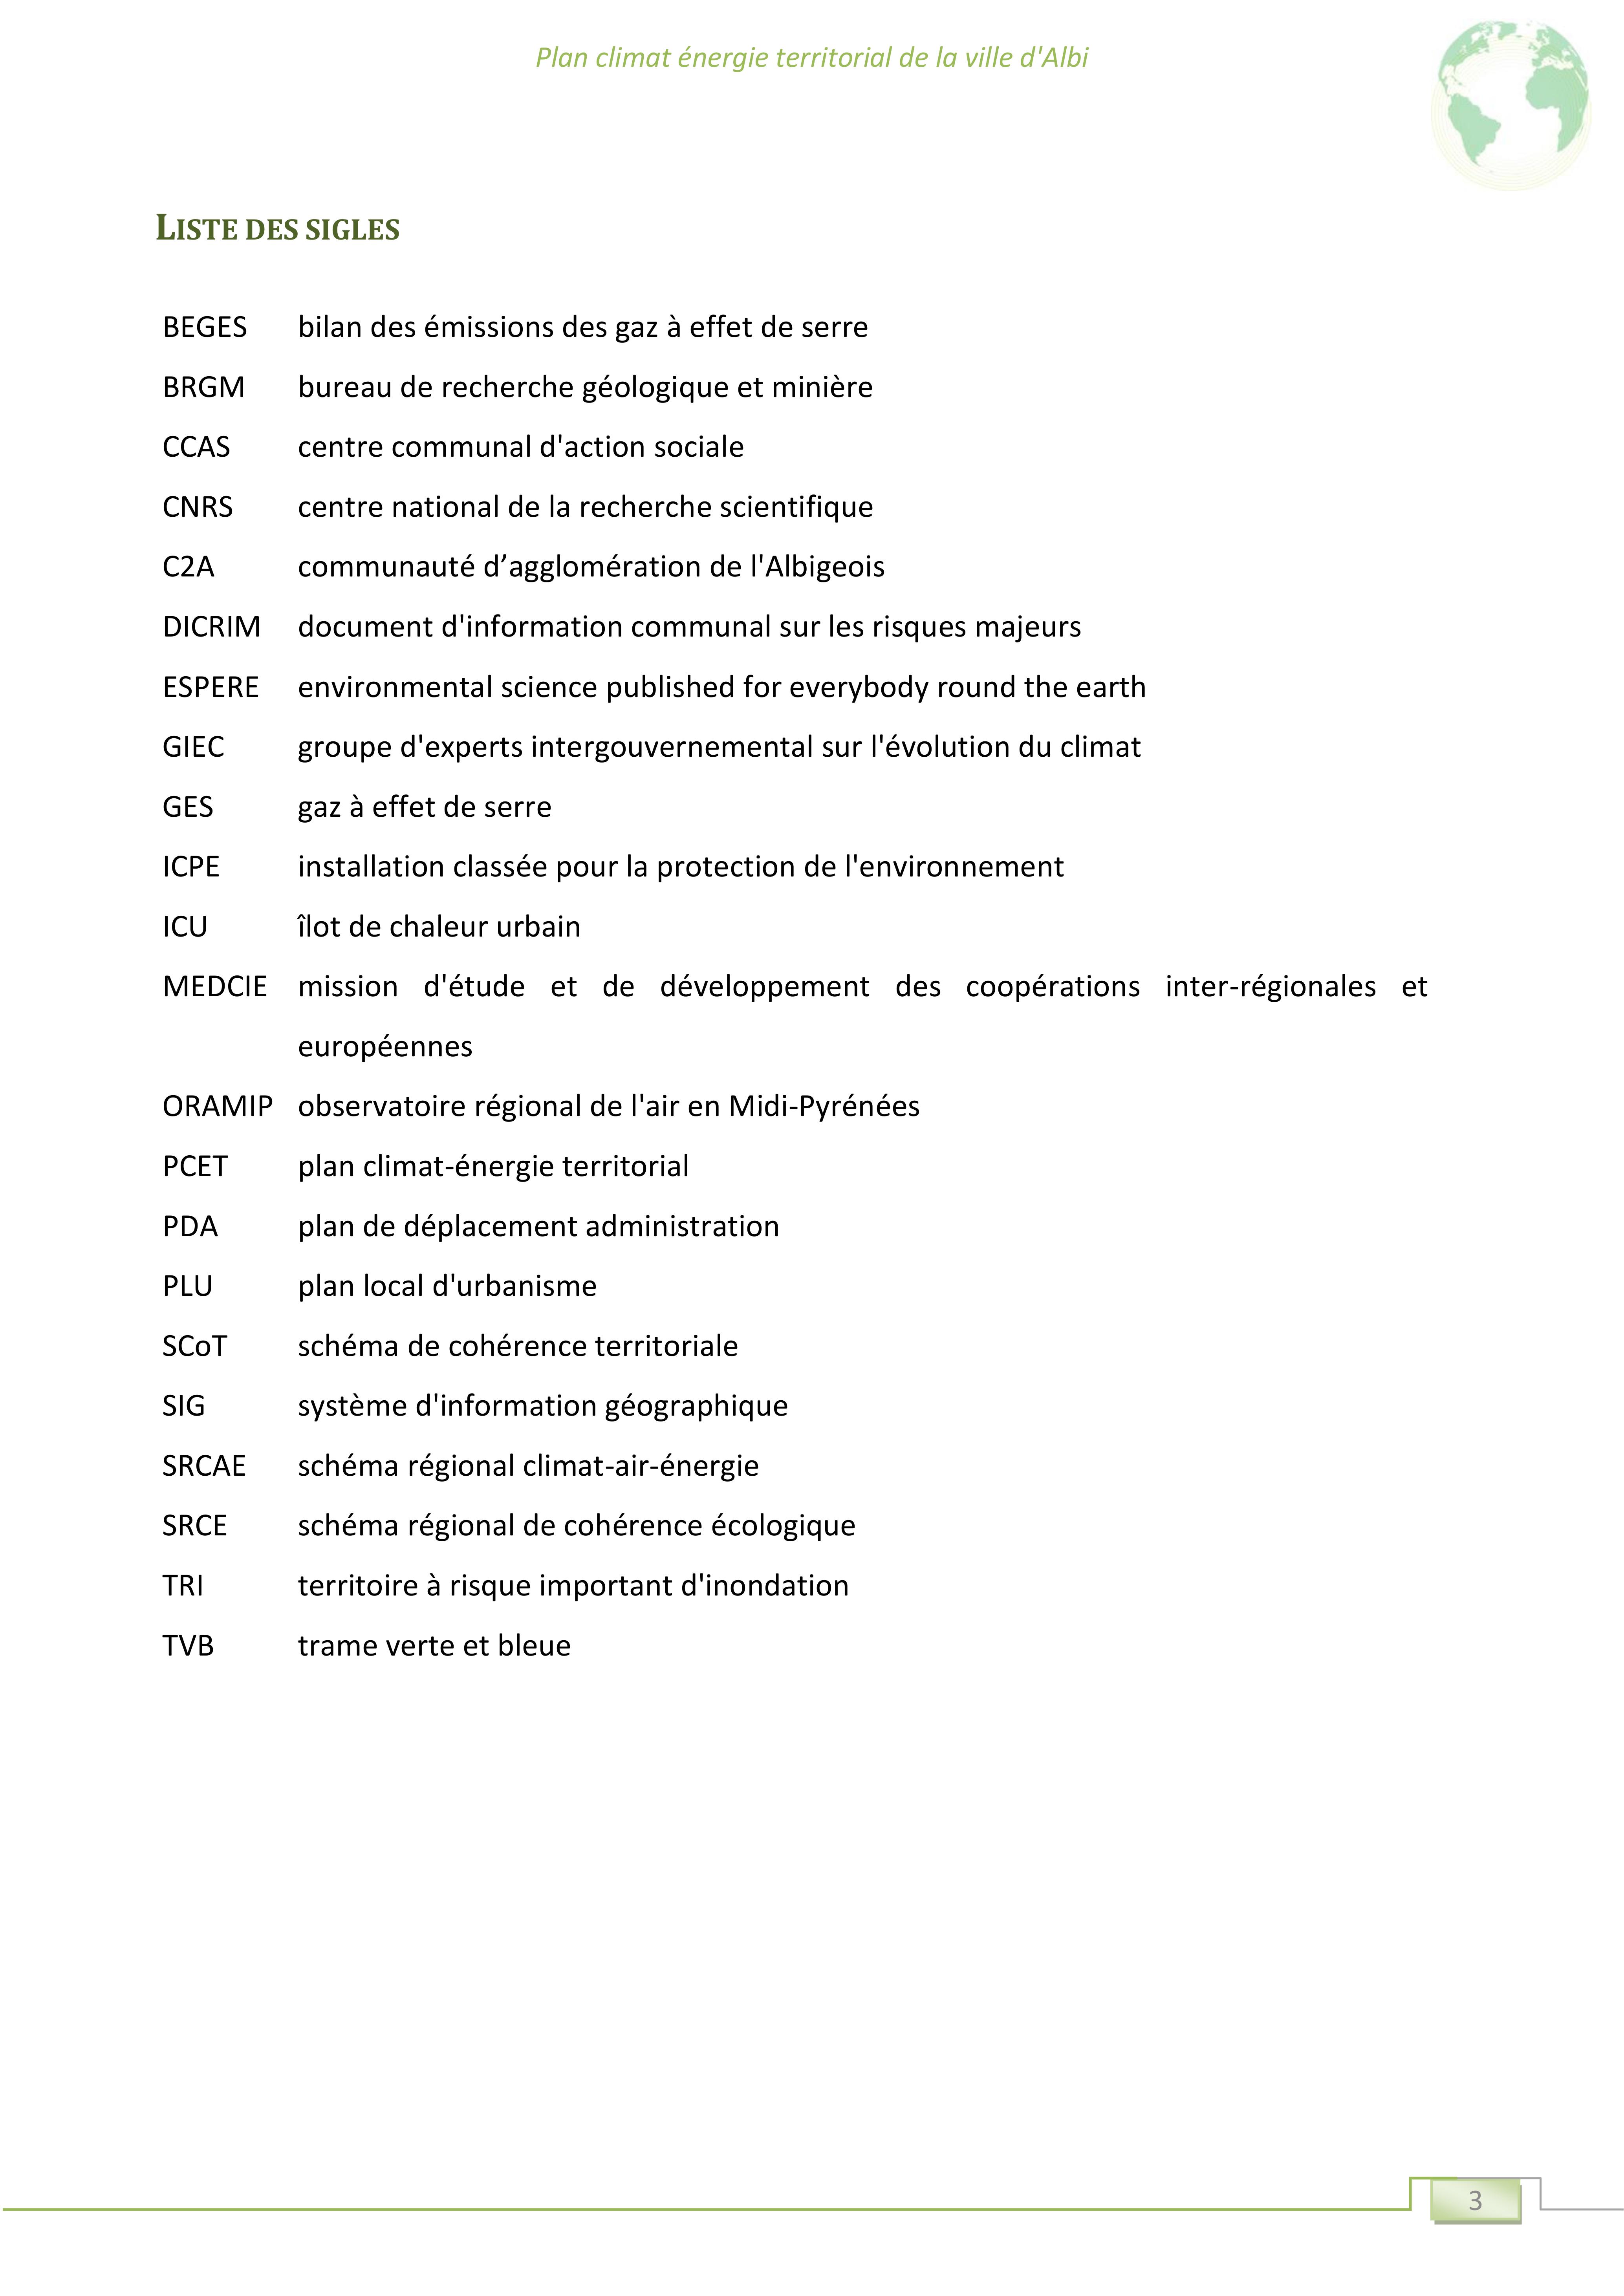 Plan climat énergie territorial de la ville d'Albi
LISTE DES SIGLES
BEGES bilan des émissions des gaz à effet de serre
BRGM bureau de recherche géologique et minière
CCAS centre communal d'action sociale
CNRS centre national de la recherche scientifique
C2A communauté d’agglomération de l'Albigeois
DICRIM document d'information communal sur les risques majeurs
ESPERE environmental science published for everybody round the earth
GIEC groupe d'experts intergouvernemental sur l'évolution du climat
GES gaz à effet de serre
ICPE installation classée pour la protection de l'environnement
ICU îlot de chaleur urbain
MEDCIE mission d'étude et de développement des coopérations inter-régionales et
européennes
ORAMIP observatoire régional de l'air en Midi-Pyrénées
PCET plan climat-énergie territorial
PDA plan de déplacement administration
PLU plan local d'urbanisme
SCoT schéma de cohérence territoriale
SIG système d'information géographique
SRCAE schéma régional climat-air-énergie
SRCE schéma régional de cohérence écologique
TRI territoire à risque important d'inondation
TVB trame verte et bleue
3